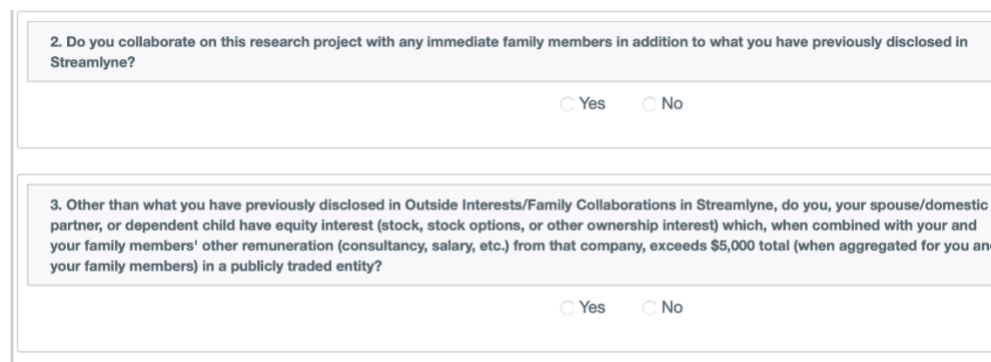 2. Do you collaborate on this research project with any immediate family members in addition to what you have previously disclosed in
Streamlyne?
Yes No
3. Other than what you have previously disclosed in Outside Interests/Family Collaborations in Streamlyne, do you, your spouse/domestic
partner, or dependent child have equity interest (stock, stock options, or other ownership interest) which, when combined with your and
your family members' other remuneration (consultancy, salary, etc.) from that company, exceeds $5,000 total (when aggregated for you an
your family members) in a publicly traded entity?
Yes No